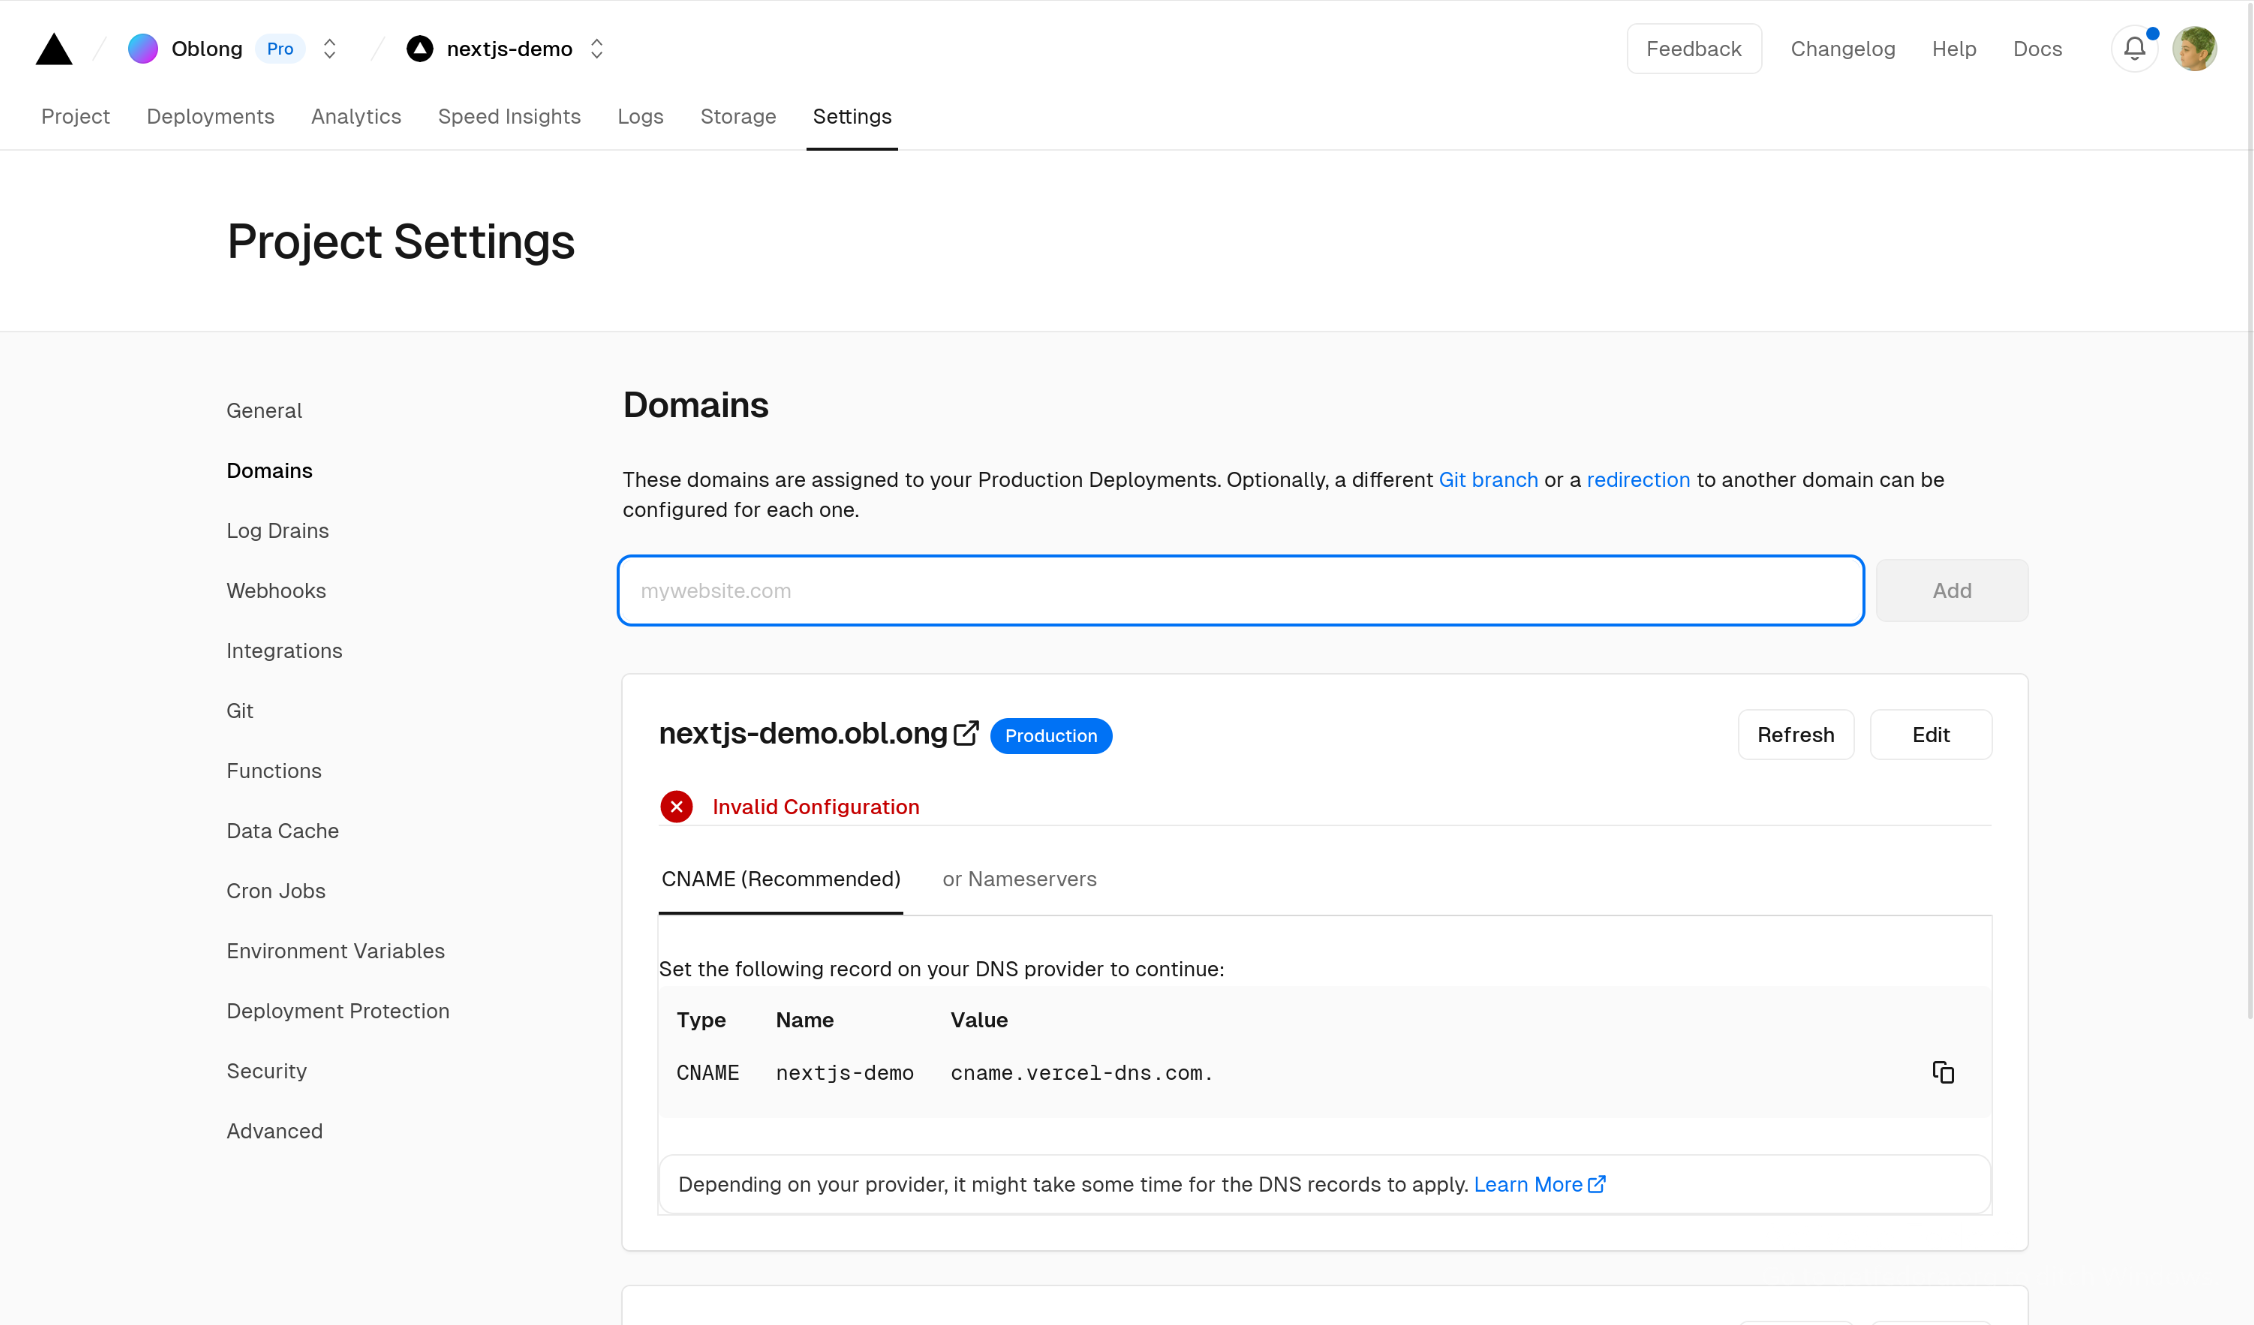 Oblong Pro nextjs-demo Feedback Changelog Help Docs
Project Deployments Analytics Speed Insights Logs Storage Settings
Project Settings
General
Domains
Log Drains
Webhooks
Integrations
Git
Functions
Data Cache
Cron Jobs
Environment Variables
Deployment Protection
Security
Advanced
Domains
These domains are assigned to your Production Deployments. Optionally, a different Git branch or a redirection to another domain can be
configured for each one.
mywebsite.com Add
nextjs-demo.obl.ong Production Refresh Edit
Invalid Configuration
CNAME (Recommended) or Nameservers
Set the following record on your DNS provider to continue:
Type Name Value
CNAME nextjs-demo cname.vercel-dns.com.
Depending on your provider, it might take some time for the DNS records to apply. Learn More